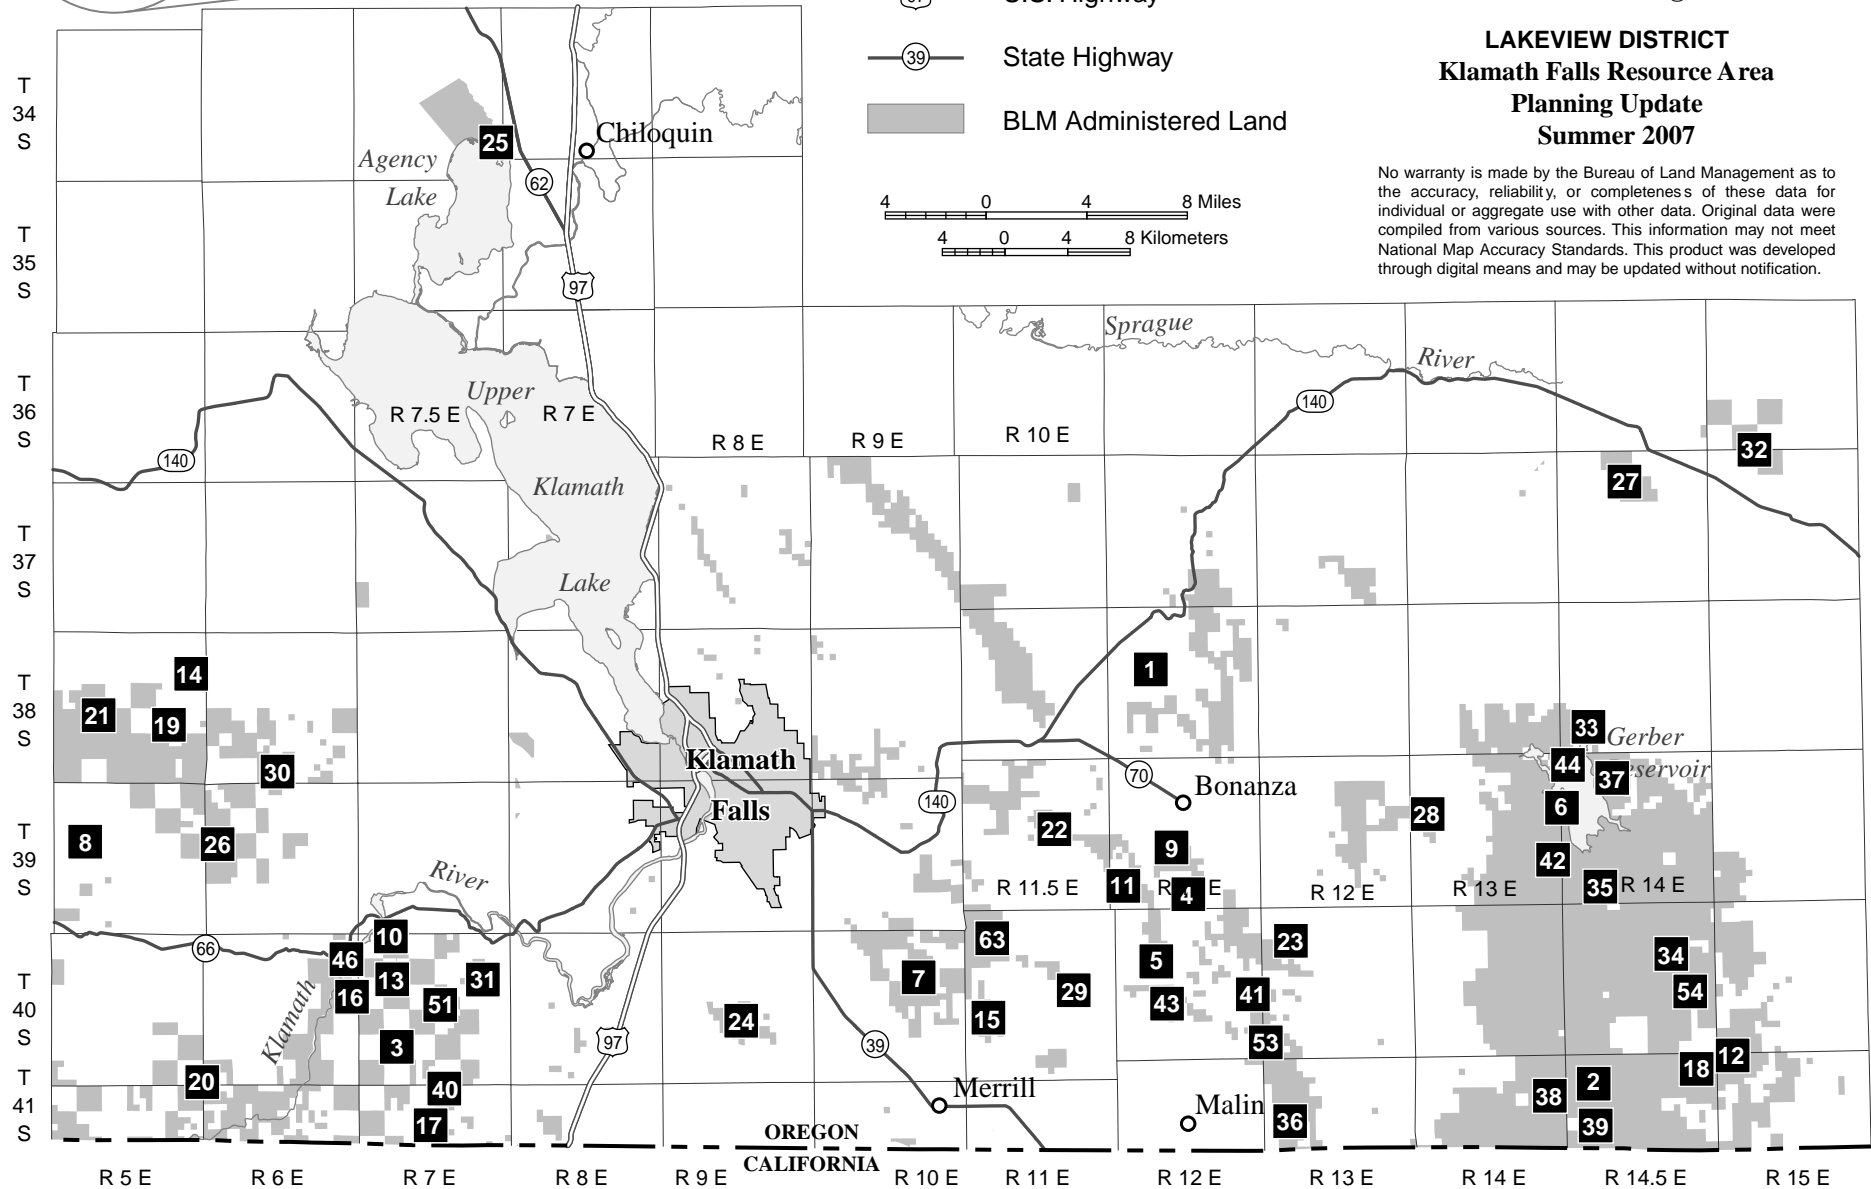 LAKEVIEW DISTRICT
Klamath Falls Resource Area
Planning Update
Summer 2007
No warranty is made by the Bureau of Land Management as to
the accuracy, reliability, or completeness of these data for
individual or aggregate use with other data. Original data were
compiled from various sources. This information may not meet
National Map Accuracy Standards. This product was developed
through digital means and may be updated without notification.
39
State Highway
BLM Administered Land
4 0 4 8 Miles
4 0 4 8 Kilometers
T
34
S
25
Chiloquin
Agency
Lake
62
T
35
S
97
Sprague
River
T
36
S
Upper
R 7.5 E
R 7 E
R 8 E
R 9 E
R 10 E
140
140
32
27
Klamath
T
37
S
Lake
1
14
T
38
S
21
19
30
33
Gerber
44
37
6
Klamath
Falls
70
Bonanza
140
28
T
39
S
8
26
22
9
42
River
11
4
R 11.5 E
R 12 E
R 13 E
35
R 14 E
66
10
46
13
31
16
51
63
7
29
15
5
23
43
41
34
54
T
40
S
Klamath
3
97
24
39
53
12
18
T
41
S
20
40
17
Merrill
Malin
36
38
2
39
OREGON
CALIFORNIA
R 5 E
R 6 E
R 7 E
R 8 E
R 9 E
R 10 E
R 11 E
R 12 E
R 13 E
R 14 E
R 14.5 E
R 15 E